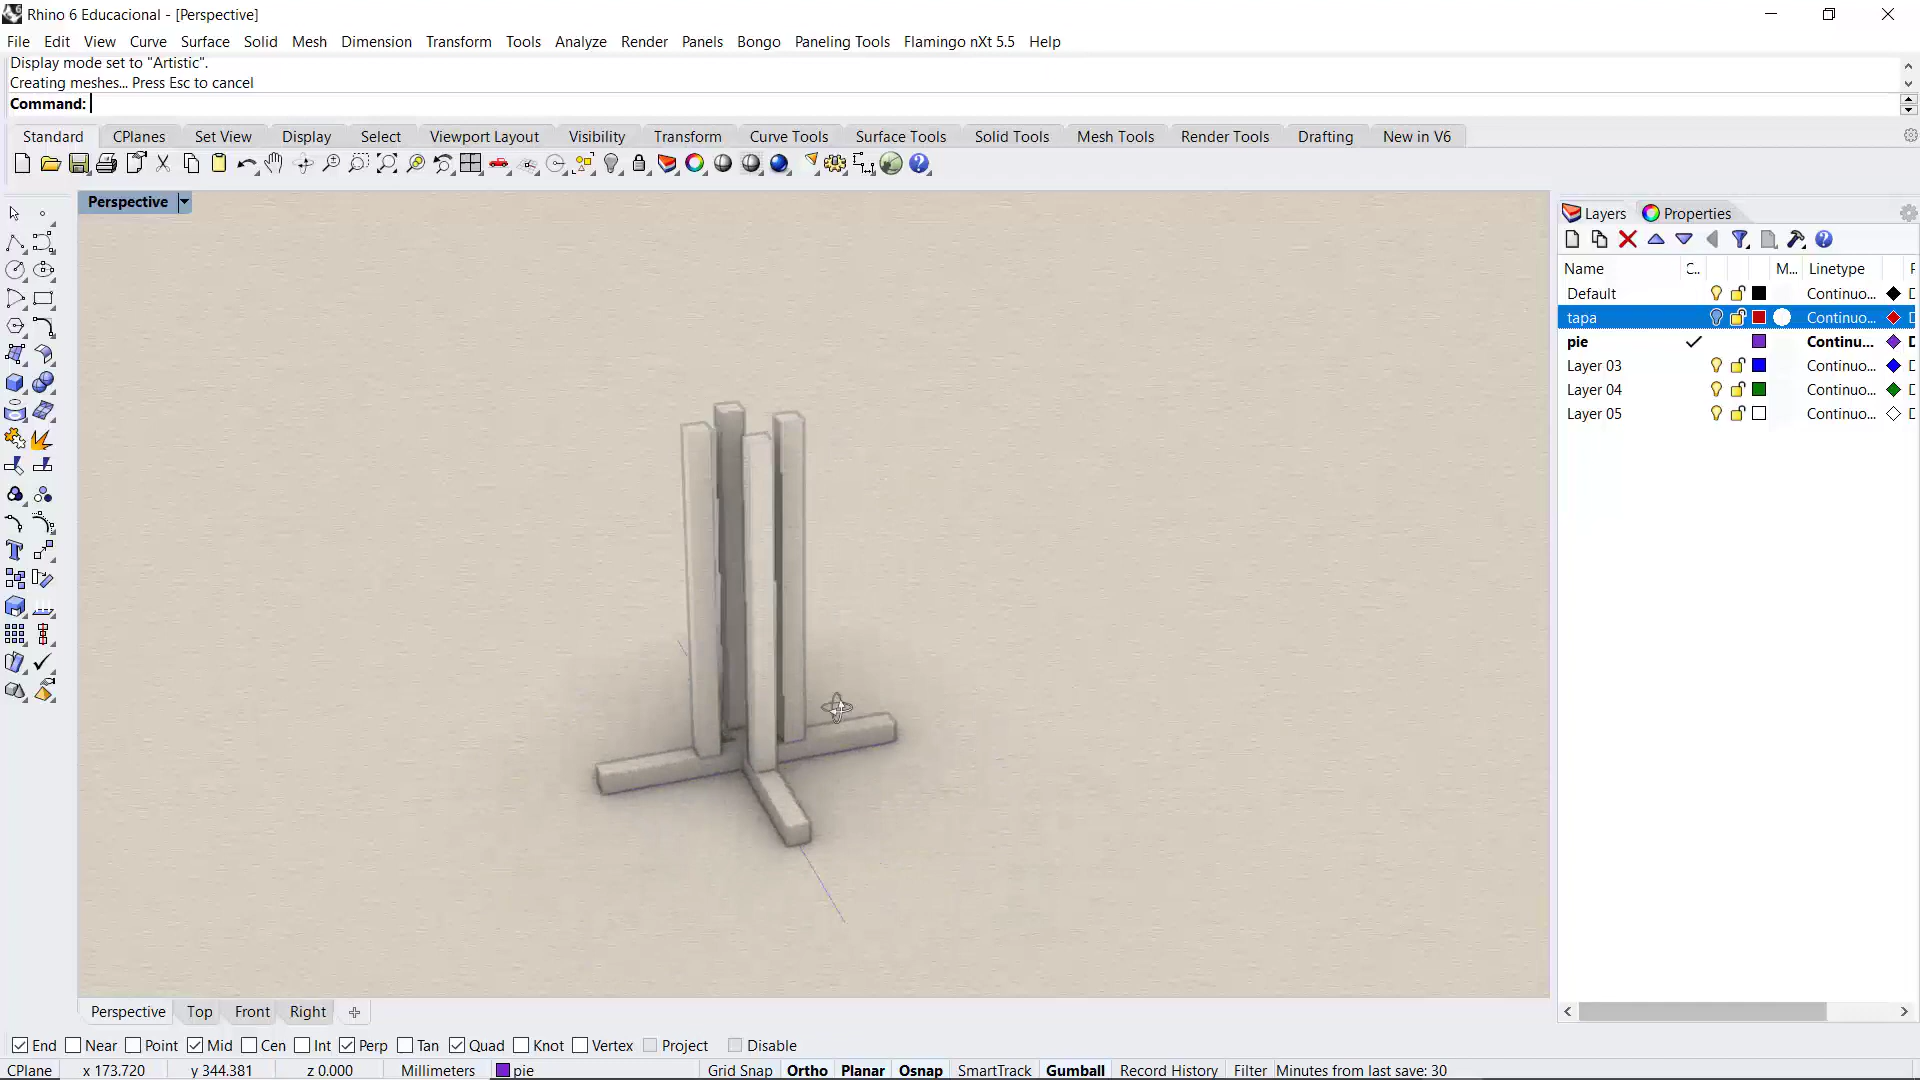 Rhino 6 Educacional - [Perspective]
File Edit View Curve Surface Solid Mesh Dimension Transform Tools Analyze Render Panels Bongo Paneling Tools Flamingo nXt 5.5 Help
Display mode set to "Artistic".
Creating meshes... Press Esc to cancel
Command:
Standard CPlanes Set View Display Select Viewport Layout Visibility Transform Curve Tools Surface Tools Solid Tools Mesh Tools Render Tools Drafting New in V6
Perspective
Layers Properties
Name C.. M... Linetype P
Default Continuo... D
tapa Continuo... D
pie Continu... D
Layer 03 Continuo... D
Layer 04 Continuo... D
Layer 05 Continuo... D
Perspective Top Front Right
End Near Point Mid Cen Int Perp Tan Quad Knot Vertex Project Disable
CPlane x 173.720 y 344.381 z 0.000 Millimeters pie Grid Snap Ortho Planar Osnap SmartTrack Gumball Record History Filter Minutes from last save: 30